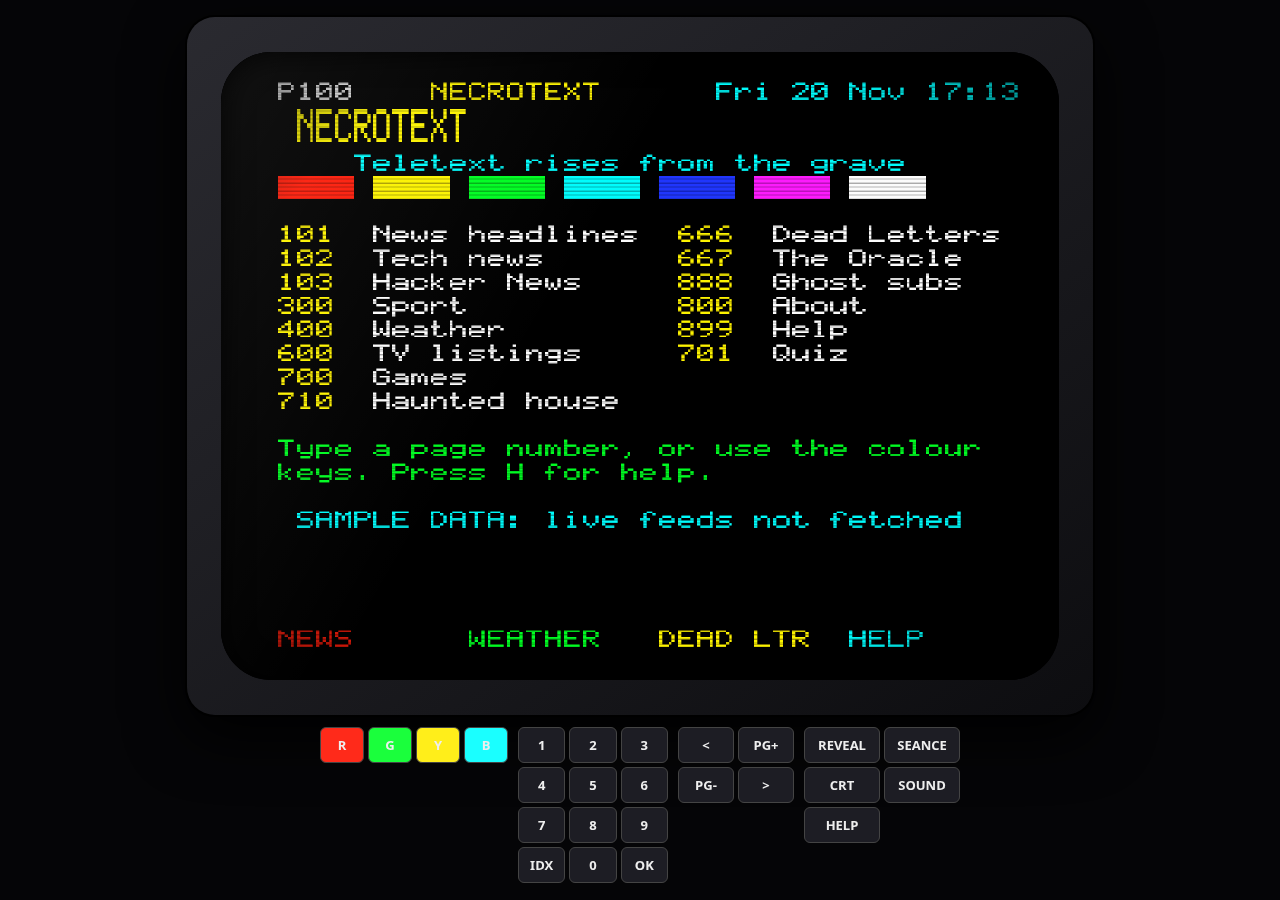 P100 NECROTEXT Fri 20 Nov 17:13
NECROTEXT
Teletext rises from the grave
101 News headlines 666 Dead Letters
102 Tech news 667 The Oracle
103 Hacker News 888 Ghost subs
300 Sport 800 About
400 Weather 899 Help
600 TV listings 701 Quiz
700 Games
710 Haunted house
Type a page number, or use the colour
keys. Press H for help.
SAMPLE DATA: live feeds not fetched
NEWS WEATHER DEAD LTR HELP
R G Y B 1 2 3 < PG+ REVEAL SEANCE
4 5 6 PG- > CRT SOUND
7 8 9 HELP
IDX 0 OK